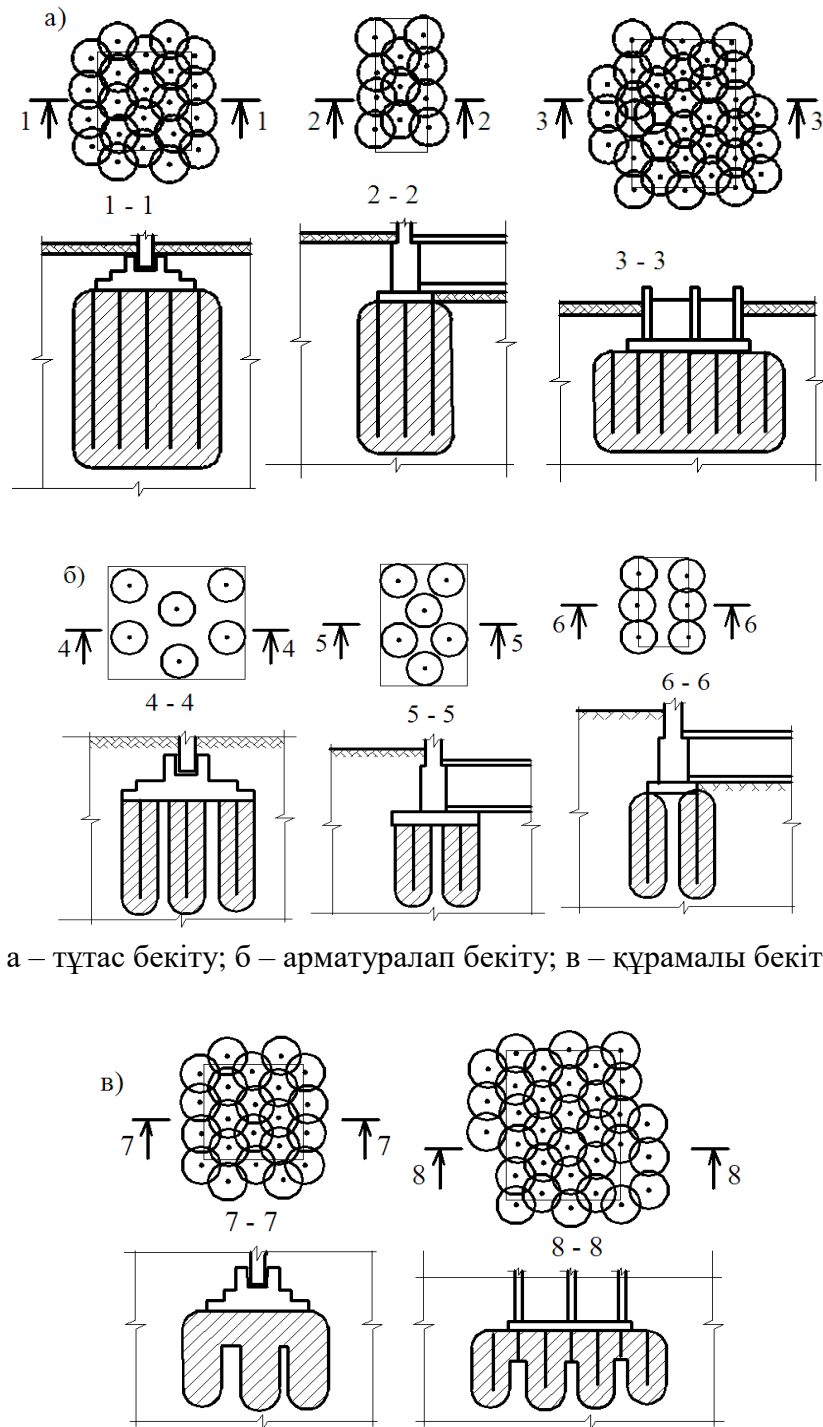 а)
1 1 2 2 3 3
1 - 1 2 - 2
3 - 3
б)
4 4 5 5 6 6
4 - 4 5 - 5 6 - 6
а – тұтас бекіту; б – арматуралап бекіту; в – құрамалы бекіт
в)
7 7 8 8
7 - 7 8 - 8